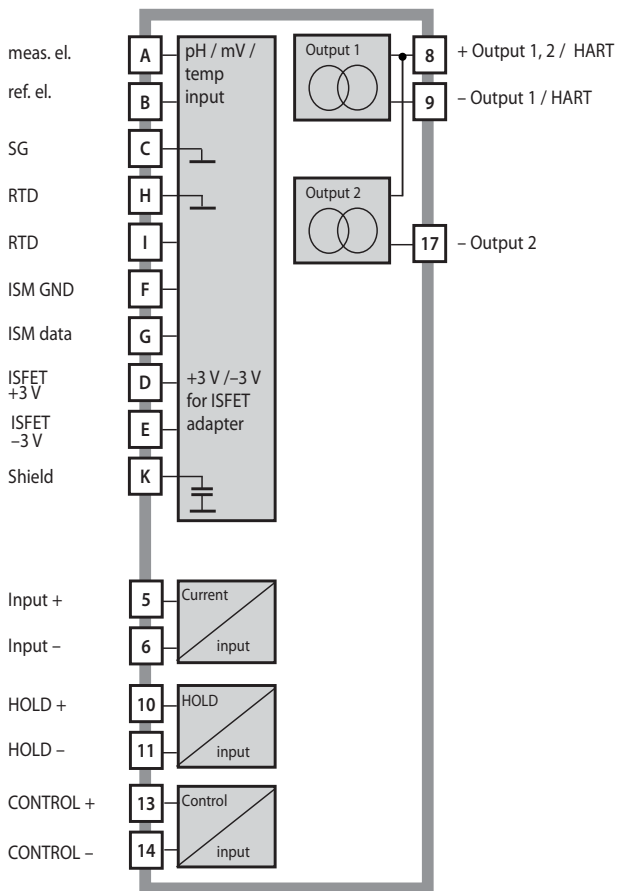 meas. el.
A
pH / mV /
temp
input
ref. el.
B
SG
C
RTD
H
RTD
I
ISM GND
F
ISM data
G
ISFET
+3 V
D
+3 V /–3 V
for ISFET
adapter
ISFET
–3 V
E
Shield
K
Output 1
8
+ Output 1, 2 / HART
9
– Output 1 / HART
Output 2
17
– Output 2
Input +
5
Current
Input –
6
input
HOLD +
10
HOLD
HOLD –
11
input
CONTROL +
13
Control
CONTROL –
14
input